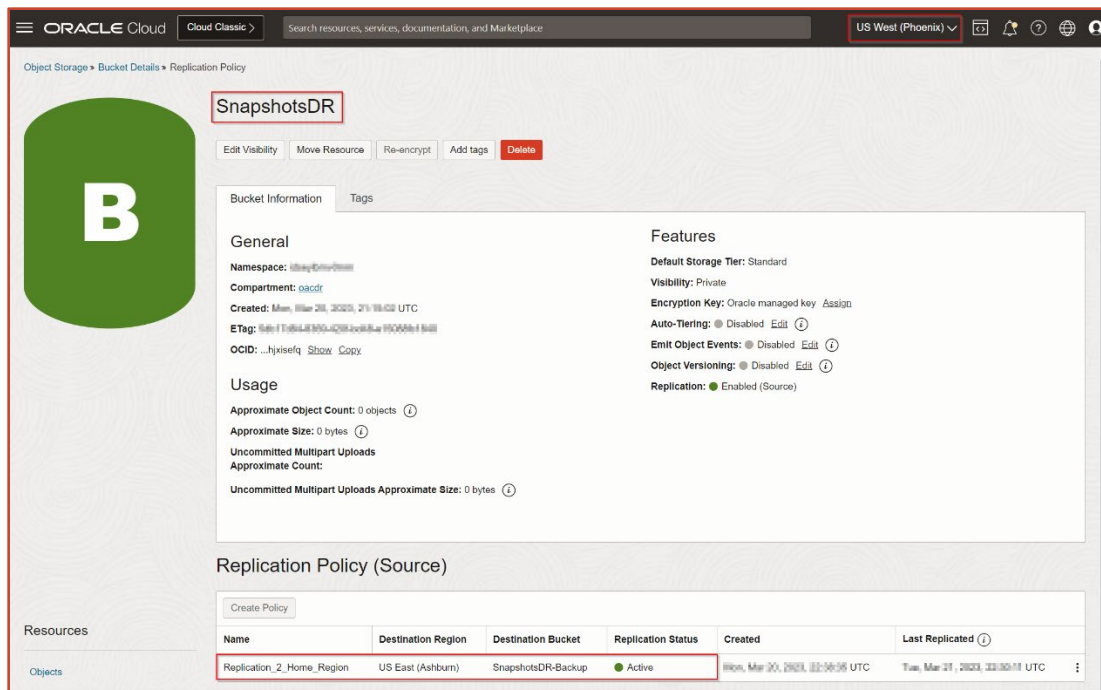 ORACLE Cloud
Cloud Classic >
Search resources, services, documentation, and Marketplace
US West (Phoenix)
Object Storage » Bucket Details » Replication Policy
B
SnapshotsDR
Edit Visibility
Move Resource
Re-encrypt
Add tags
Delete
Bucket Information
Tags
General
Namespace:
Compartment: oacdr
Created: UTC
ETag:
OCID: ...hjxisefq Show Copy
Usage
Approximate Object Count: 0 objects
Approximate Size: 0 bytes
Uncommitted Multipart Uploads
Approximate Count:
Uncommitted Multipart Uploads Approximate Size: 0 bytes
Features
Default Storage Tier: Standard
Visibility: Private
Encryption Key: Oracle managed key Assign
Auto-Tiering: Disabled Edit
Emit Object Events: Disabled Edit
Object Versioning: Disabled Edit
Replication: Enabled (Source)
Replication Policy (Source)
Create Policy
Name Destination Region Destination Bucket Replication Status Created Last Replicated
Replication_2_Home_Region US East (Ashburn) SnapshotsDR-Backup Active UTC UTC
Resources
Objects